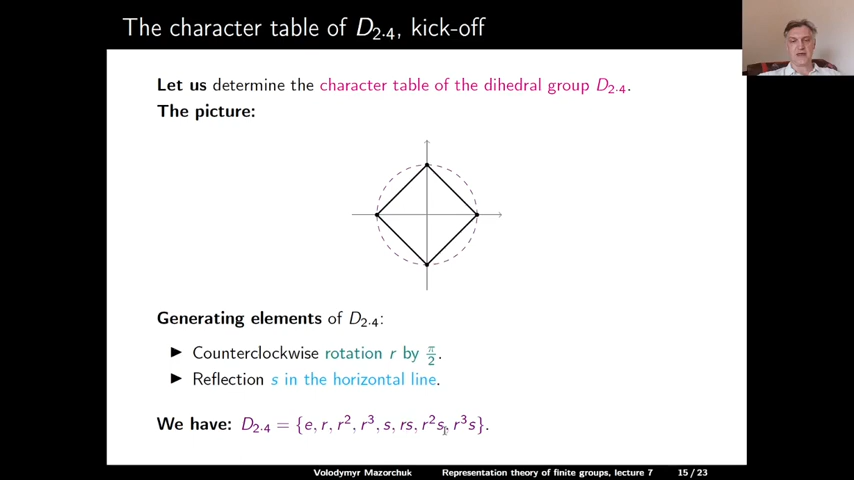 The character table of D₂.₄, kick-off
Let us determine the character table of the dihedral group D₂.₄.
The picture:
Generating elements of D₂.₄:
▶ Counterclockwise rotation r by π/2.
▶ Reflection s in the horizontal line.
We have: D₂.₄ = {e, r, r², r³, s, rs, r²s, r³s}.
Volodymyr Mazorchuk Representation theory of finite groups, lecture 7 15 / 23